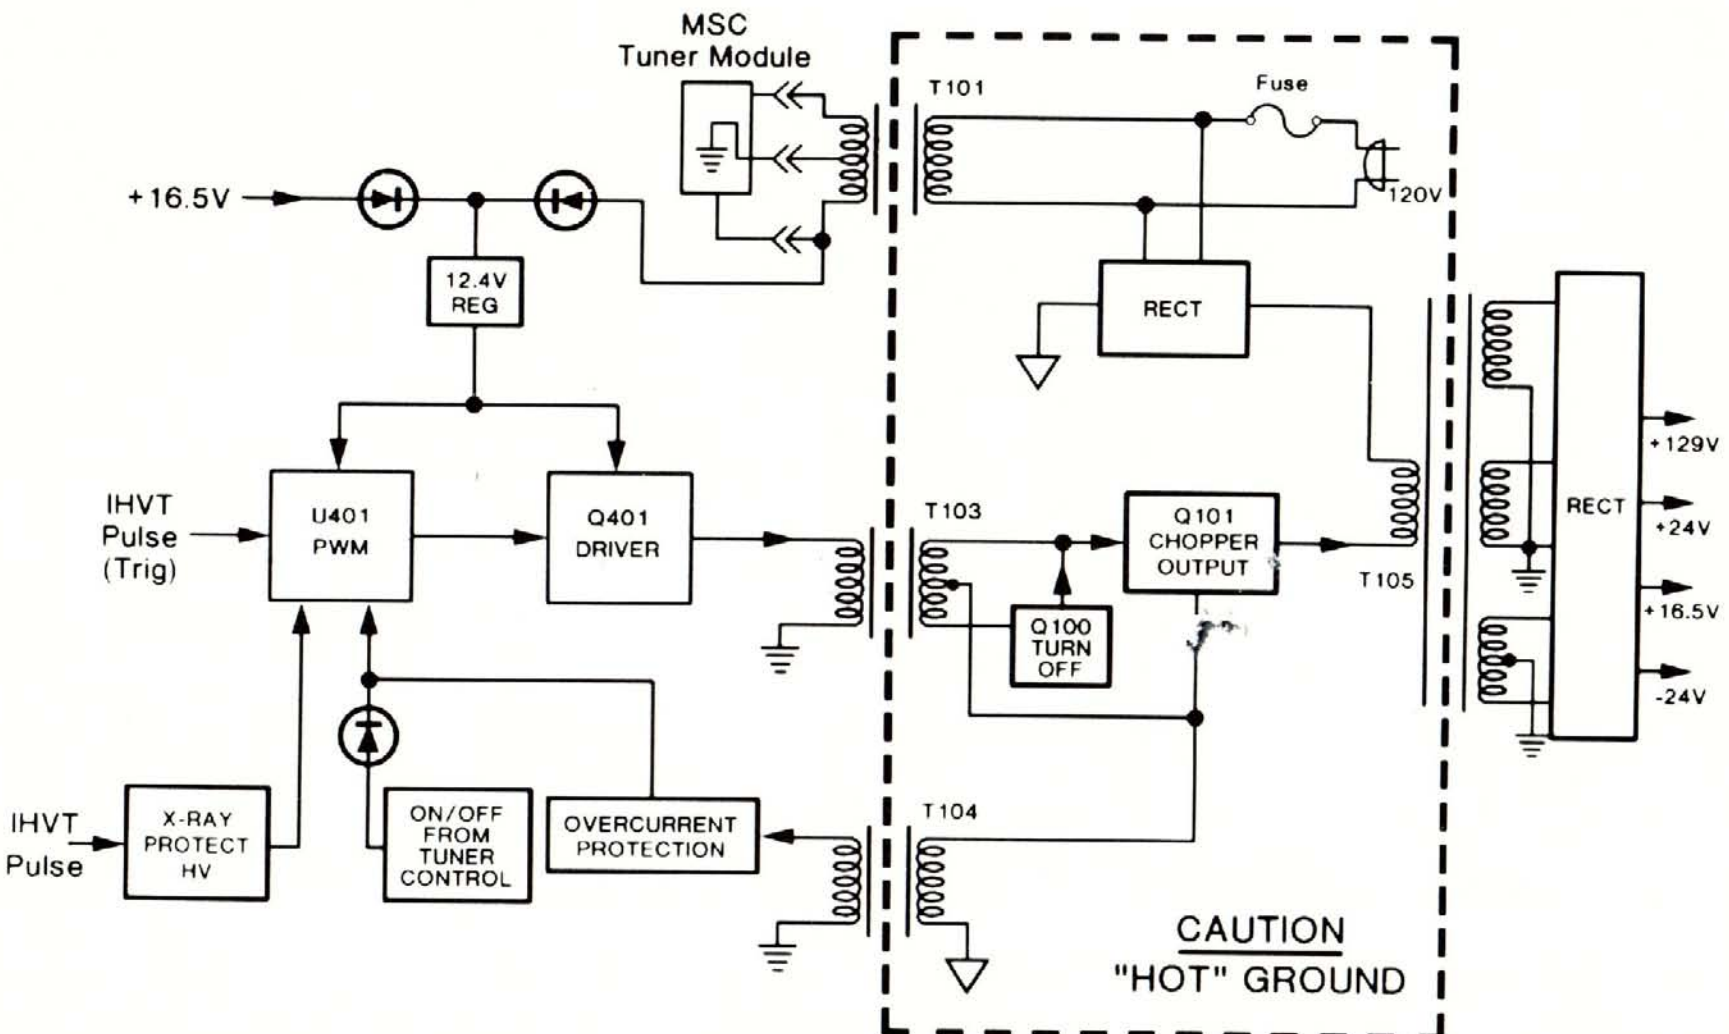 MSC
Tuner Module
T101
Fuse
120V
+16.5V
12.4V
REG
RECT
IHVT
Pulse
(Trig)
U401
PWM
Q401
DRIVER
T103
Q101
CHOPPER
OUTPUT
Q100
TURN
OFF
T105
RECT
+129V
+24V
+16.5V
-24V
IHVT
Pulse
X-RAY
PROTECT
HV
ON/OFF
FROM
TUNER
CONTROL
OVERCURRENT
PROTECTION
T104
CAUTION
"HOT" GROUND